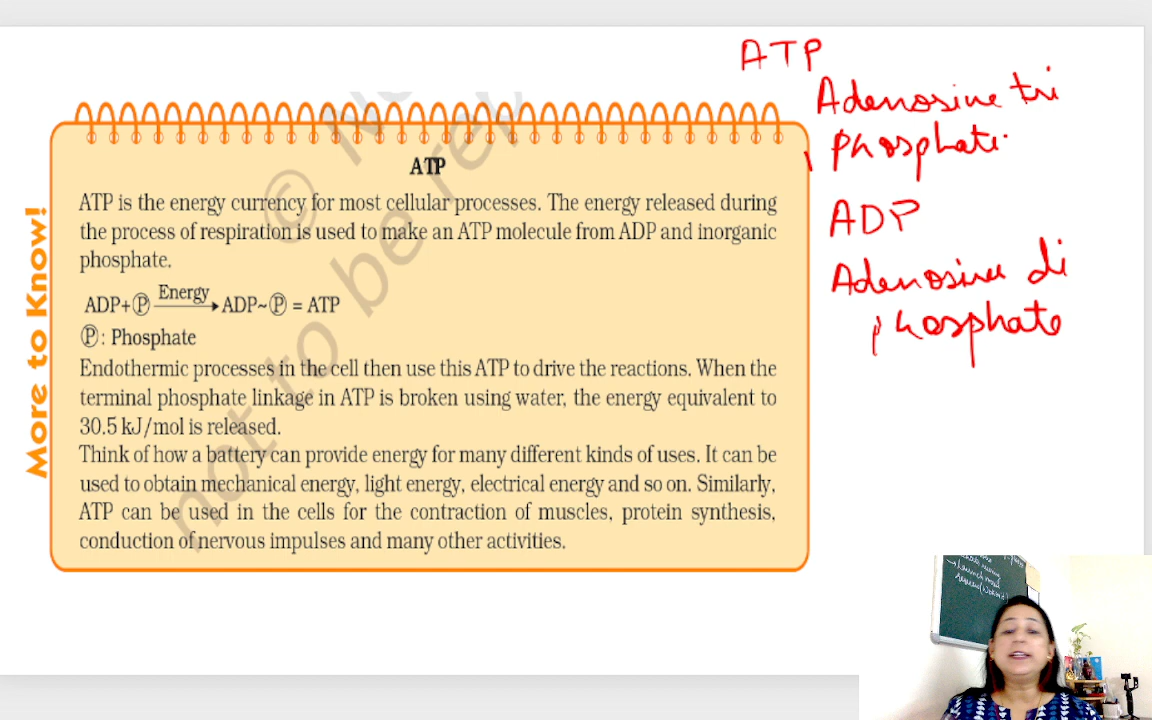 ATP
Adenosine tri
phosphate.
ADP
Adenosine di
phosphate
More to Know!
ATP
ATP is the energy currency for most cellular processes. The energy released during
the process of respiration is used to make an ATP molecule from ADP and inorganic
phosphate.
ADP+Ⓟ Energy→ ADP~Ⓟ = ATP
Ⓟ: Phosphate
Endothermic processes in the cell then use this ATP to drive the reactions. When the
terminal phosphate linkage in ATP is broken using water, the energy equivalent to
30.5 kJ/mol is released.
Think of how a battery can provide energy for many different kinds of uses. It can be
used to obtain mechanical energy, light energy, electrical energy and so on. Similarly,
ATP can be used in the cells for the contraction of muscles, protein synthesis,
conduction of nervous impulses and many other activities.
©
not to be